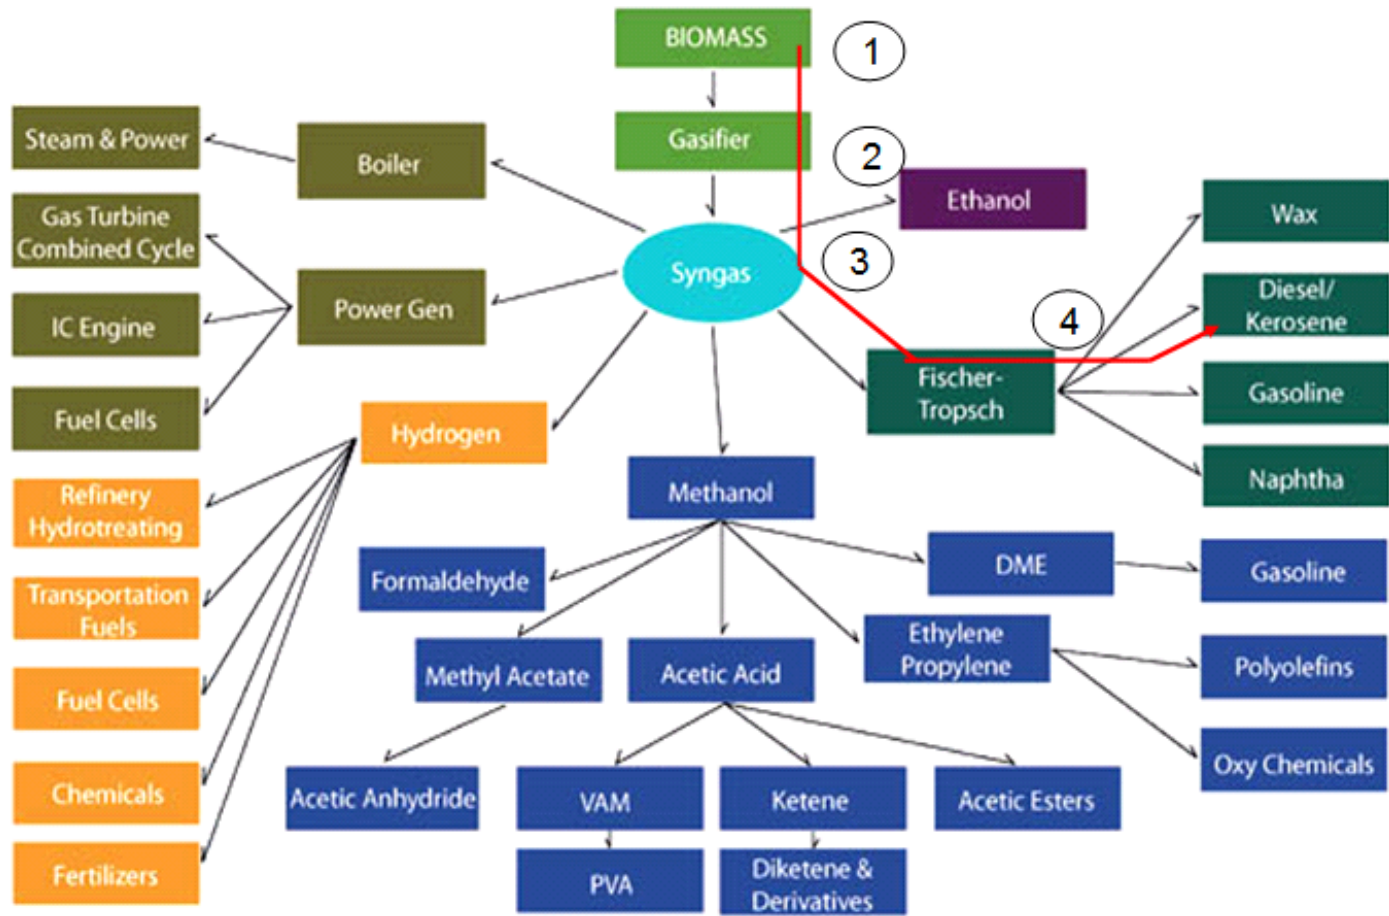 BIOMASS
1
Gasifier
2
Ethanol
Syngas
3
4
Fischer-
Tropsch
Wax
Diesel/
Kerosene
Gasoline
Naphtha
Boiler
Steam & Power
Power Gen
Gas Turbine
Combined Cycle
IC Engine
Fuel Cells
Hydrogen
Refinery
Hydrotreating
Transportation
Fuels
Fuel Cells
Chemicals
Fertilizers
Methanol
Formaldehyde
Methyl Acetate
Acetic Acid
Ethylene
Propylene
DME
Gasoline
Polyolefins
Oxy Chemicals
Acetic Anhydride
VAM
Ketene
Acetic Esters
PVA
Diketene &
Derivatives